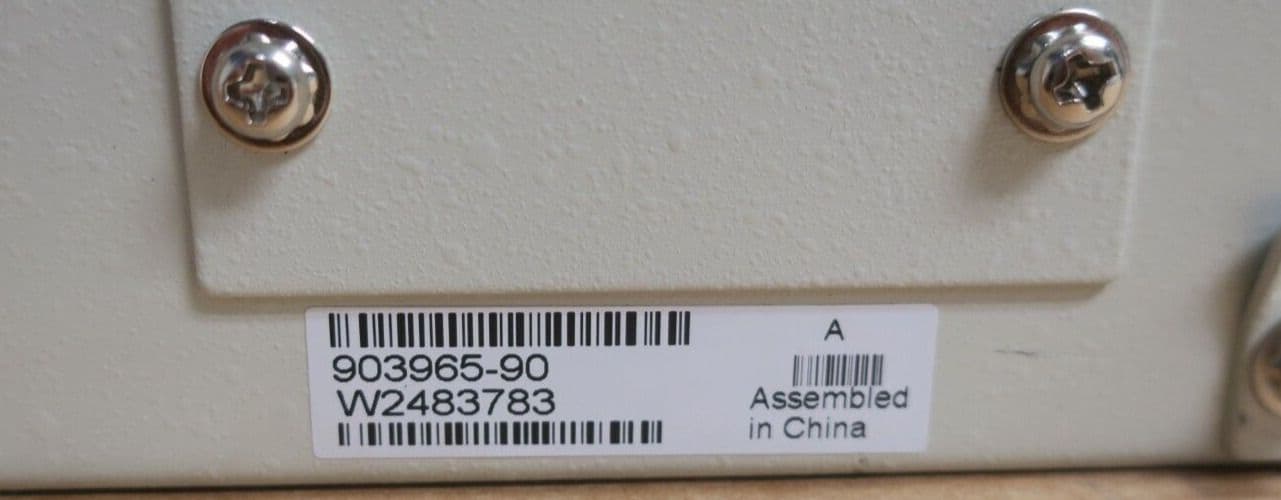 903965-90
W2483783
A
Assembled
in China